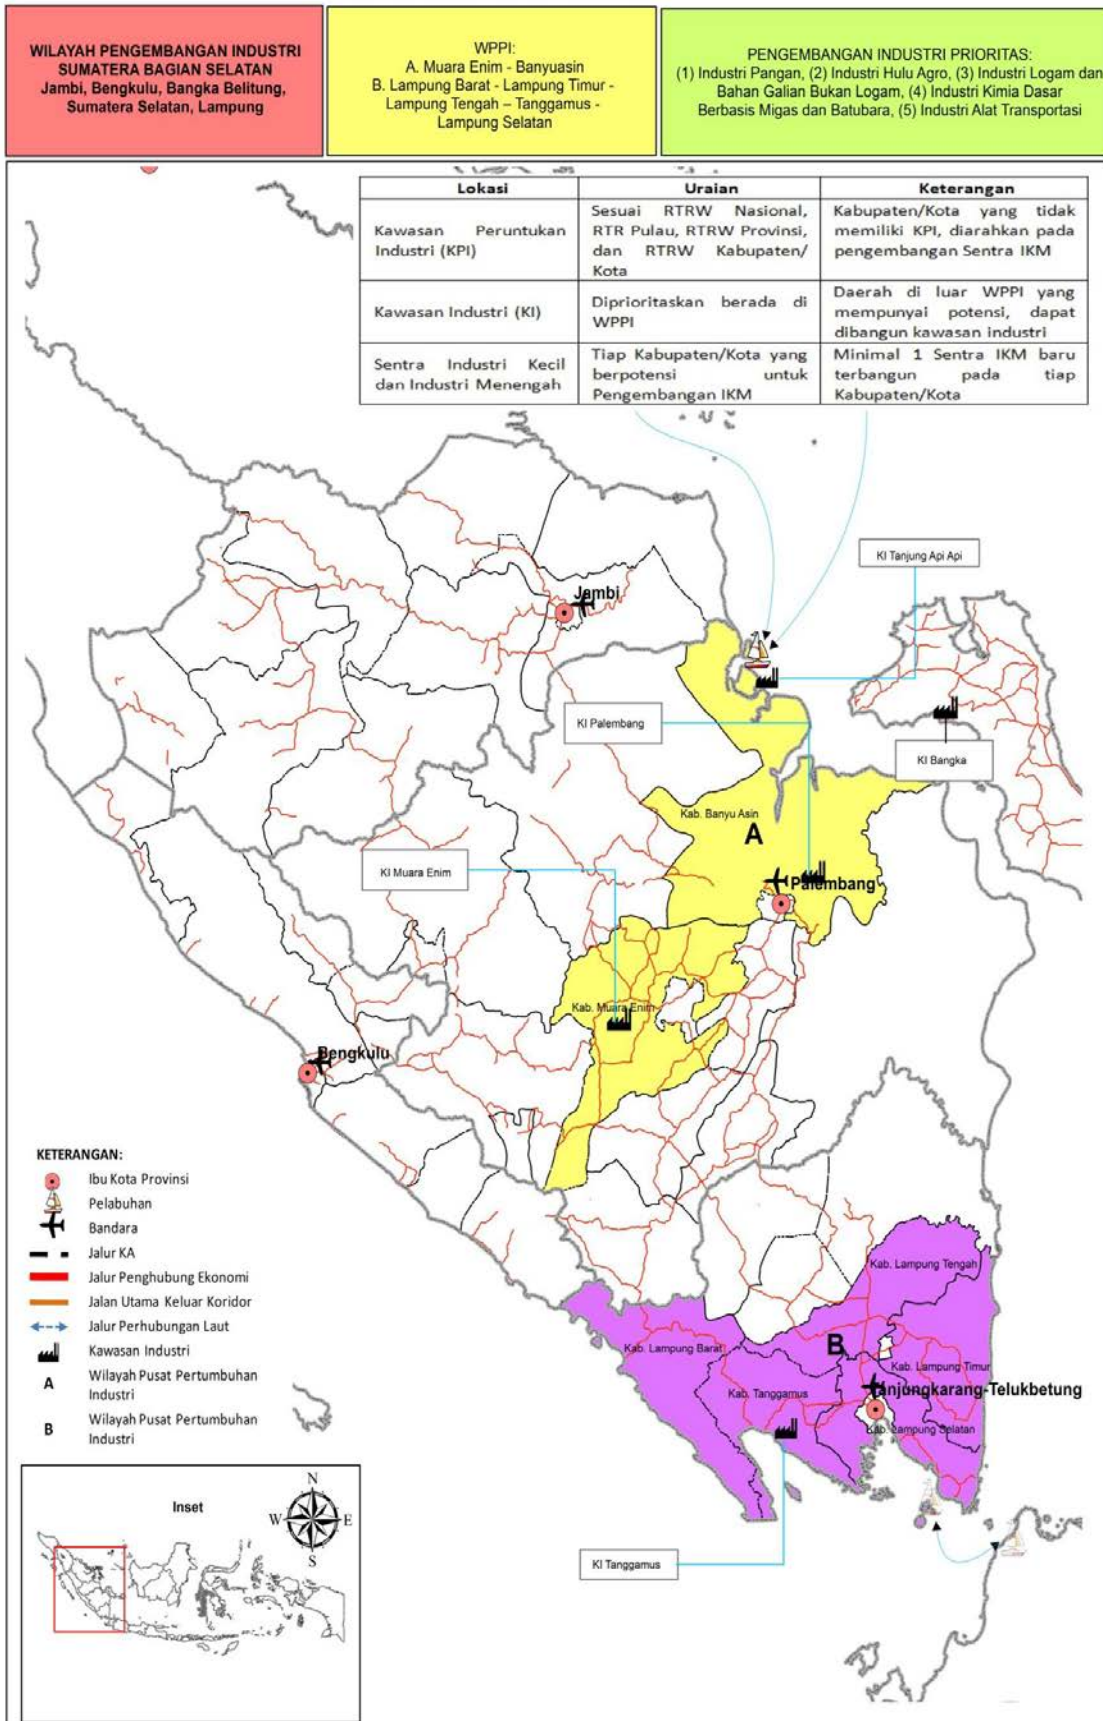 WILAYAH PENGEMBANGAN INDUSTRI
SUMATERA BAGIAN SELATAN
Jambi, Bengkulu, Bangka Belitung,
Sumatera Selatan, Lampung
WPPI:
A. Muara Enim - Banyuasin
B. Lampung Barat - Lampung Timur -
Lampung Tengah – Tanggamus -
Lampung Selatan
PENGEMBANGAN INDUSTRI PRIORITAS:
(1) Industri Pangan, (2) Industri Hulu Agro, (3) Industri Logam dan
Bahan Galian Bukan Logam, (4) Industri Kimia Dasar
Berbasis Migas dan Batubara, (5) Industri Alat Transportasi
Lokasi
Uraian
Keterangan
Kawasan Peruntukan
Industri (KPI)
Sesuai RTRW Nasional,
RTR Pulau, RTRW Provinsi,
dan RTRW Kabupaten/
Kota
Kabupaten/Kota yang tidak
memiliki KPI, diarahkan pada
pengembangan Sentra IKM
Kawasan Industri (KI)
Diprioritaskan berada di
WPPI
Daerah di luar WPPI yang
mempunyai potensi, dapat
dibangun kawasan industri
Sentra Industri Kecil
dan Industri Menengah
Tiap Kabupaten/Kota yang
berpotensi untuk
Pengembangan IKM
Minimal 1 Sentra IKM baru
terbangun pada tiap
Kabupaten/Kota
KI Tanjung Api Api
Jambi
KI Palembang
KI Bangka
Kab. Banyu Asin
A
KI Muara Enim
Palembang
Kab. Muara Enim
Bengkulu
KETERANGAN:
Ibu Kota Provinsi
Pelabuhan
Bandara
Jalur KA
Jalur Penghubung Ekonomi
Jalan Utama Keluar Koridor
Jalur Perhubungan Laut
Kawasan Industri
A Wilayah Pusat Pertumbuhan
Industri
B Wilayah Pusat Pertumbuhan
Industri
Kab. Lampung Tengah
Kab. Lampung Barat
B
Kab. Lampung Timur
Kab. Tanggamus
Tanjungkarang-Telukbetung
Kab. Lampung Selatan
KI Tanggamus
Inset
N
W E
S